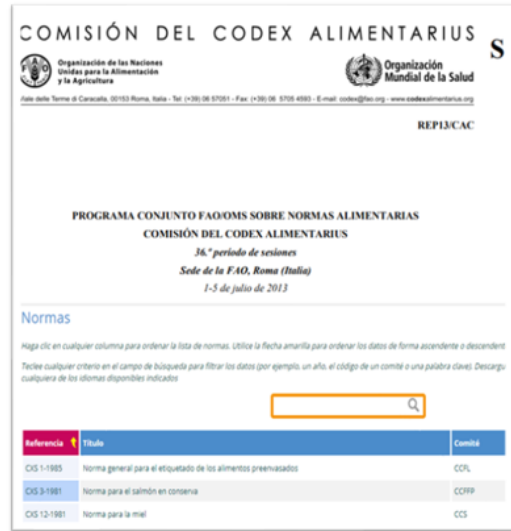 COMISIÓN DEL CODEX ALIMENTARIUS
S
Organización de las Naciones
Unidas para la Alimentación
y la Agricultura
Organización
Mundial de la Salud
Viale delle Terme di Caracalla, 00153 Roma, Italia - Tel: (+39) 06 57051 - Fax: (+39) 06 5705 4593 - E-mail: codex@fao.org - www.codexalimentarius.org
REP13/CAC
PROGRAMA CONJUNTO FAO/OMS SOBRE NORMAS ALIMENTARIAS
COMISIÓN DEL CODEX ALIMENTARIUS
36.º período de sesiones
Sede de la FAO, Roma (Italia)
1-5 de julio de 2013
Normas
Haga clic en cualquier columna para ordenar la lista de normas. Utilice la flecha amarilla para ordenar los datos de forma ascendente o descendent
Teclee cualquier criterio en el campo de búsqueda para filtrar los datos (por ejemplo, un año, el código de un comité o una palabra clave). Descargu
cualquiera de los idiomas disponibles indicados
Referencia Título Comité
CXS 1-1985 Norma general para el etiquetado de los alimentos preenvasados CCFL
CXS 3-1981 Norma para el salmón en conserva CCFFP
CXS 12-1981 Norma para la miel CCS